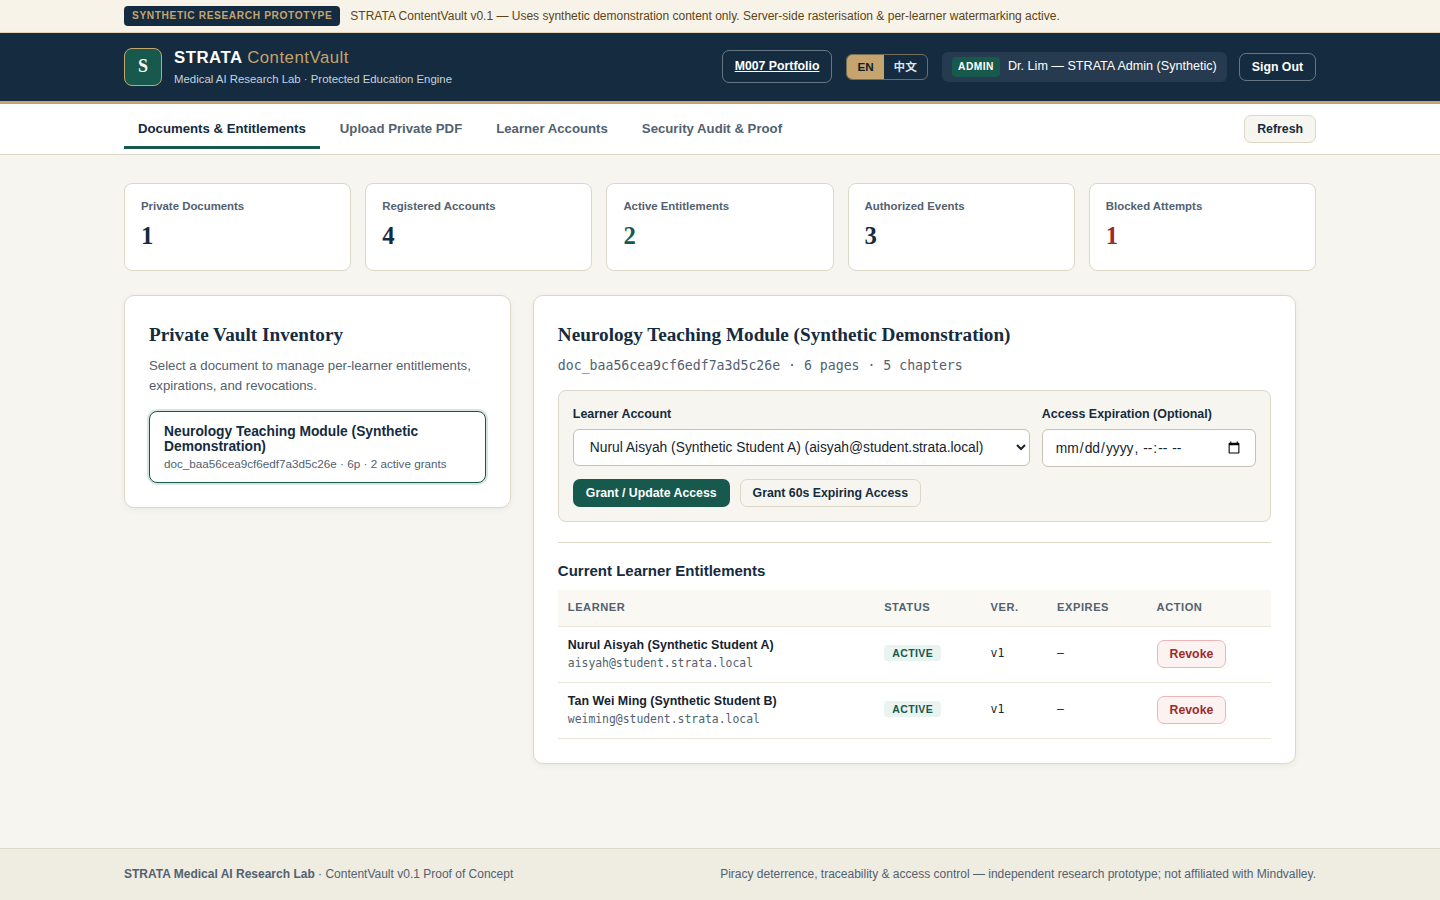 SYNTHETIC RESEARCH PROTOTYPE STRATA ContentVault v0.1 — Uses synthetic demonstration content only. Server-side rasterisation & per-learner watermarking active.
S
STRATA ContentVault
Medical AI Research Lab · Protected Education Engine
M007 Portfolio
EN 中文
ADMIN Dr. Lim — STRATA Admin (Synthetic)
Sign Out
Documents & Entitlements
Upload Private PDF
Learner Accounts
Security Audit & Proof
Refresh
Private Documents
1
Registered Accounts
4
Active Entitlements
2
Authorized Events
3
Blocked Attempts
1
Private Vault Inventory
Select a document to manage per-learner entitlements,
expirations, and revocations.
Neurology Teaching Module (Synthetic
Demonstration)
doc_baa56cea9cf6edf7a3d5c26e · 6p · 2 active grants
Neurology Teaching Module (Synthetic Demonstration)
doc_baa56cea9cf6edf7a3d5c26e · 6 pages · 5 chapters
Learner Account
Nurul Aisyah (Synthetic Student A) (aisyah@student.strata.local)
Access Expiration (Optional)
mm/dd/yyyy, --:-- --
Grant / Update Access
Grant 60s Expiring Access
Current Learner Entitlements
LEARNER STATUS VER. EXPIRES ACTION
Nurul Aisyah (Synthetic Student A)
aisyah@student.strata.local
ACTIVE v1 — Revoke
Tan Wei Ming (Synthetic Student B)
weiming@student.strata.local
ACTIVE v1 — Revoke
STRATA Medical AI Research Lab · ContentVault v0.1 Proof of Concept
Piracy deterrence, traceability & access control — independent research prototype; not affiliated with Mindvalley.